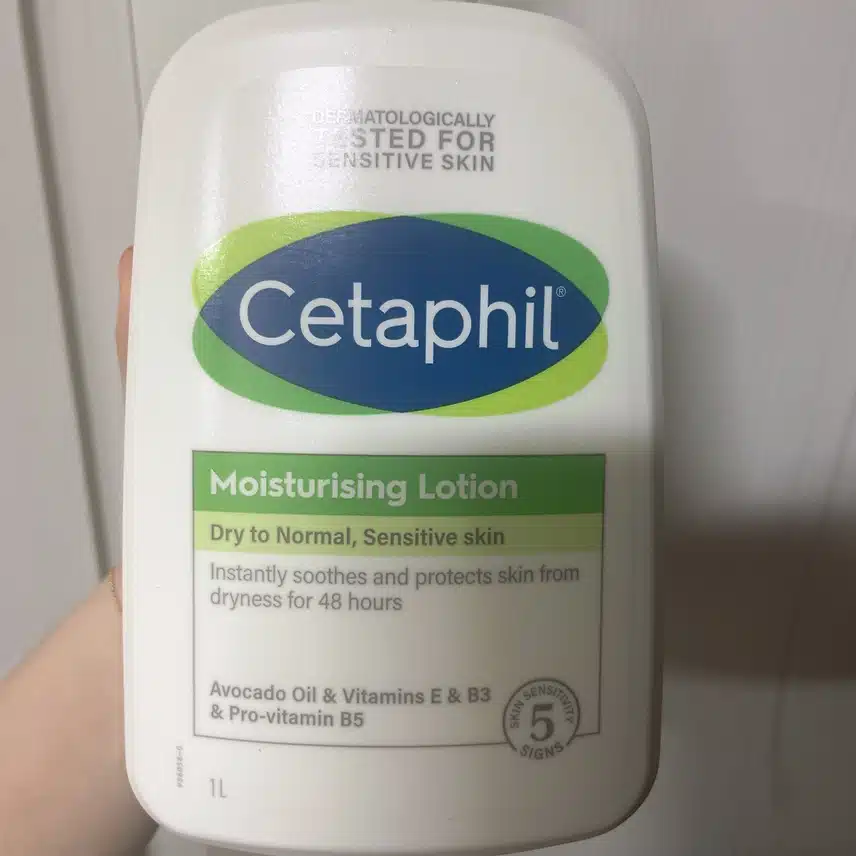 DERMATOLOGICALLY
TESTED FOR
SENSITIVE SKIN
Cetaphil®
Moisturising Lotion
Dry to Normal, Sensitive skin
Instantly soothes and protects skin from
dryness for 48 hours
Avocado Oil & Vitamins E & B3
& Pro-vitamin B5
SKIN SENSITIVITY
5
SIGNS
1L